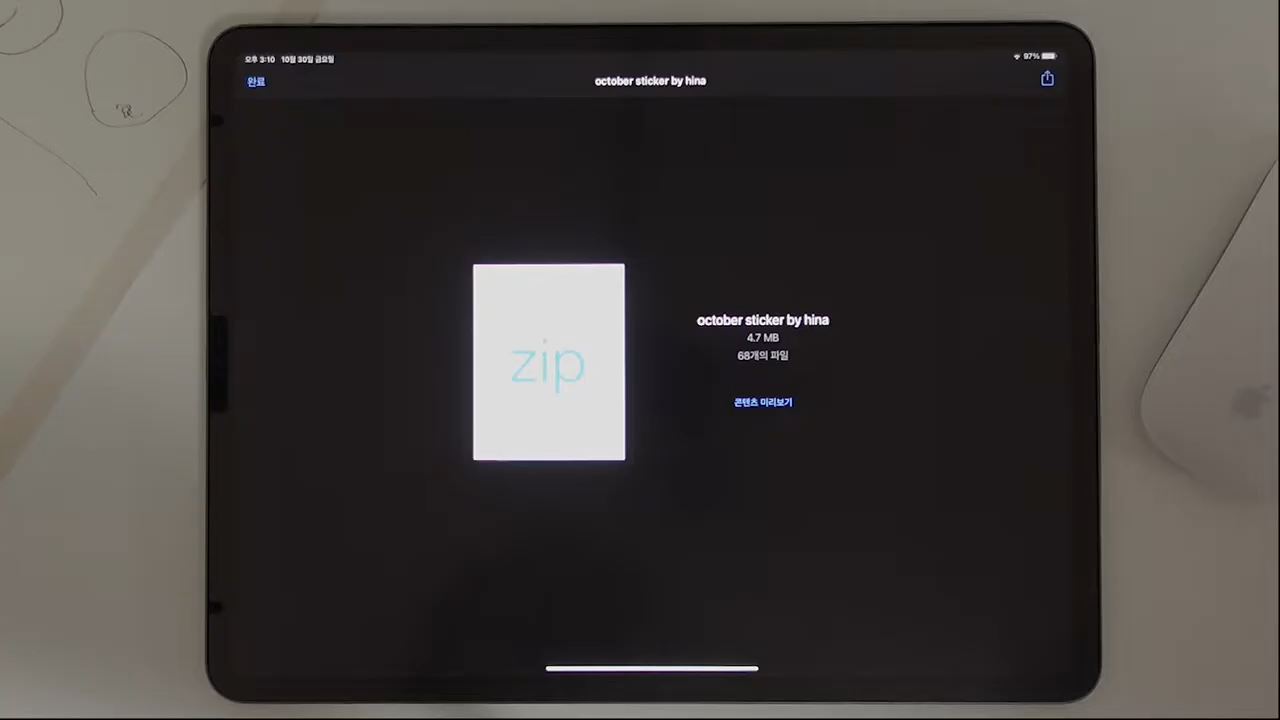 오후 3:10 10월 30일 금요일
97%
완료
october sticker by hina
zip
october sticker by hina
4.7 MB
68개의 파일
콘텐츠 미리보기